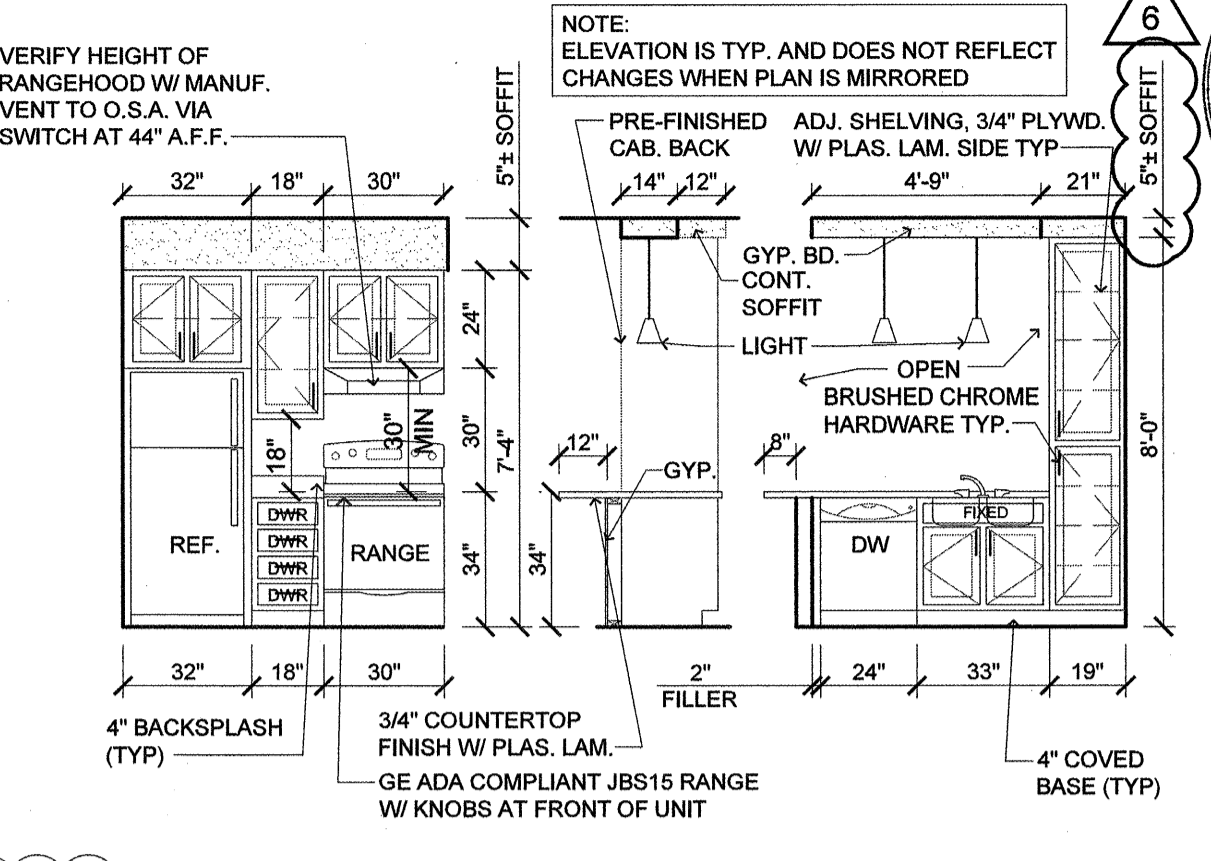 NOTE:
ELEVATION IS TYP. AND DOES NOT REFLECT
CHANGES WHEN PLAN IS MIRRORED
6
VERIFY HEIGHT OF
RANGEHOOD W/ MANUF.
VENT TO O.S.A. VIA
SWITCH AT 44" A.F.F.
5"± SOFFIT
PRE-FINISHED
CAB. BACK
ADJ. SHELVING, 3/4" PLYWD.
W/ PLAS. LAM. SIDE TYP
5"± SOFFIT
32" 18" 30"
14" 12"
4'-9" 21"
GYP. BD.
CONT.
SOFFIT
LIGHT
OPEN
BRUSHED CHROME
HARDWARE TYP.
24"
30"
7'-4"
34"
18"
30"
MIN
12"
GYP.
8"
34"
8'-0"
REF.
DWR
DWR
DWR
DWR
RANGE
FIXED
DW
32" 18" 30"
2"
FILLER
24" 33" 19"
4" BACKSPLASH
(TYP)
3/4" COUNTERTOP
FINISH W/ PLAS. LAM.
GE ADA COMPLIANT JBS15 RANGE
W/ KNOBS AT FRONT OF UNIT
4" COVED
BASE (TYP)